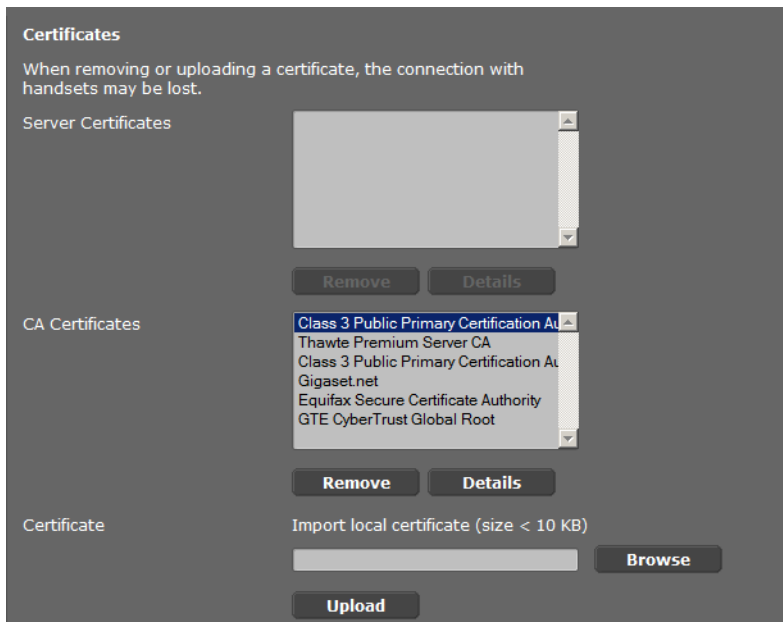 Certificates
When removing or uploading a certificate, the connection with
handsets may be lost.
Server Certificates
Remove Details
CA Certificates
Class 3 Public Primary Certification Au
Thawte Premium Server CA
Class 3 Public Primary Certification Au
Gigaset.net
Equifax Secure Certificate Authority
GTE CyberTrust Global Root
Remove Details
Certificate Import local certificate (size < 10 KB)
Browse
Upload